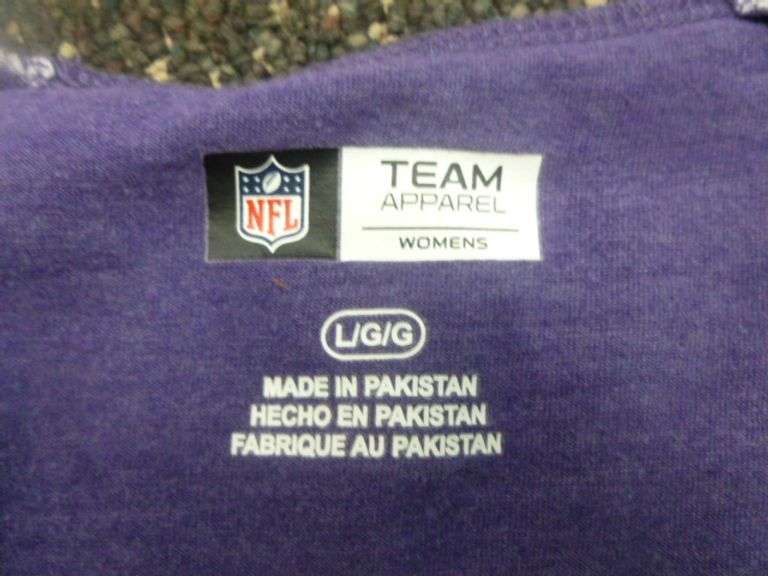 NFL
TEAM
APPAREL
WOMENS
L/G/G
MADE IN PAKISTAN
HECHO EN PAKISTAN
FABRIQUE AU PAKISTAN